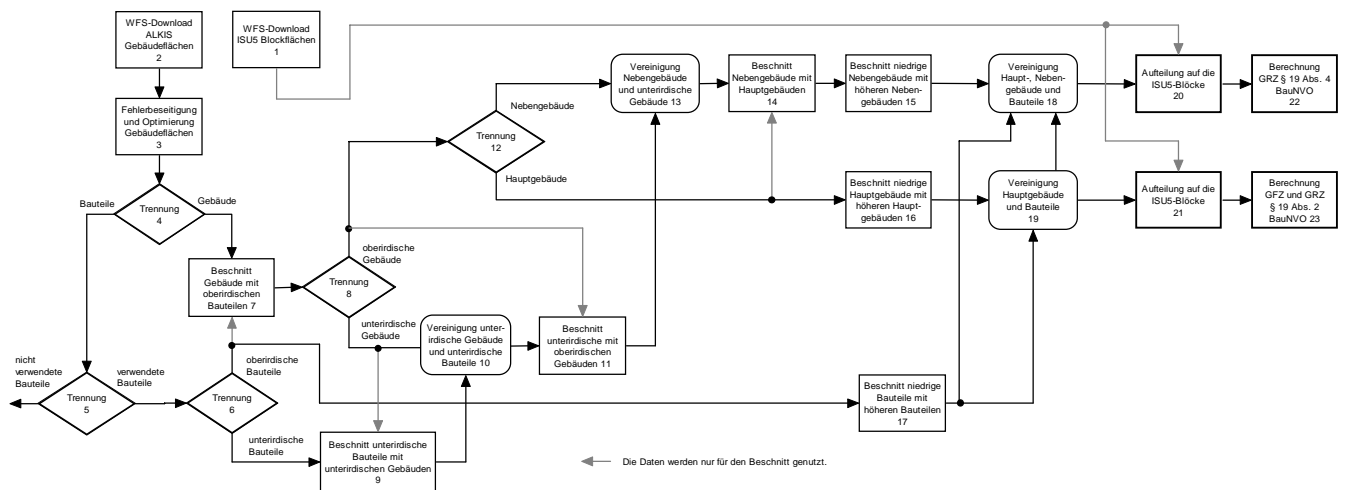 WFS-Download
ALKIS
Gebäudeflächen
2
WFS-Download
ISU5 Blockflächen
1
Fehlerbeseitigung
und Optimierung
Gebäudeflächen
3
Bauteile
Trennung
4
Gebäude
Beschnitt
Gebäude mit
oberirdischen
Bauteilen 7
nicht
verwendete
Bauteile
Trennung
5
verwendete
Bauteile
Trennung
6
oberirdische
Bauteile
unterirdische
Bauteile
Trennung
8
oberirdische
Gebäude
unterirdische
Gebäude
Beschnitt unterirdische
Bauteile mit
unterirdischen Gebäuden
9
Vereinigung unter-
irdische Gebäude
und unterirdische
Bauteile 10
Beschnitt
unterirdische mit
oberirdischen
Gebäuden 11
Nebengebäude
Trennung
12
Hauptgebäude
Vereinigung
Nebengebäude
und unterirdische
Gebäude 13
Beschnitt
Nebengebäude mit
Hauptgebäuden
14
Beschnitt niedrige
Nebengebäude mit
höheren Neben-
gebäuden 15
Beschnitt niedrige
Hauptgebäude mit
höheren Haupt-
gebäuden 16
Beschnitt niedrige
Bauteile mit
höheren Bauteilen
17
Vereinigung
Haupt-, Neben-
gebäude und
Bauteile 18
Vereinigung
Hauptgebäude
und Bauteile
19
Aufteilung auf die
ISU5-Blöcke
20
Aufteilung auf die
ISU5-Blöcke
21
Berechnung
GRZ § 19 Abs. 4
BauNVO
22
Berechnung
GFZ und GRZ
§ 19 Abs. 2
BauNVO 23
Die Daten werden nur für den Beschnitt genutzt.